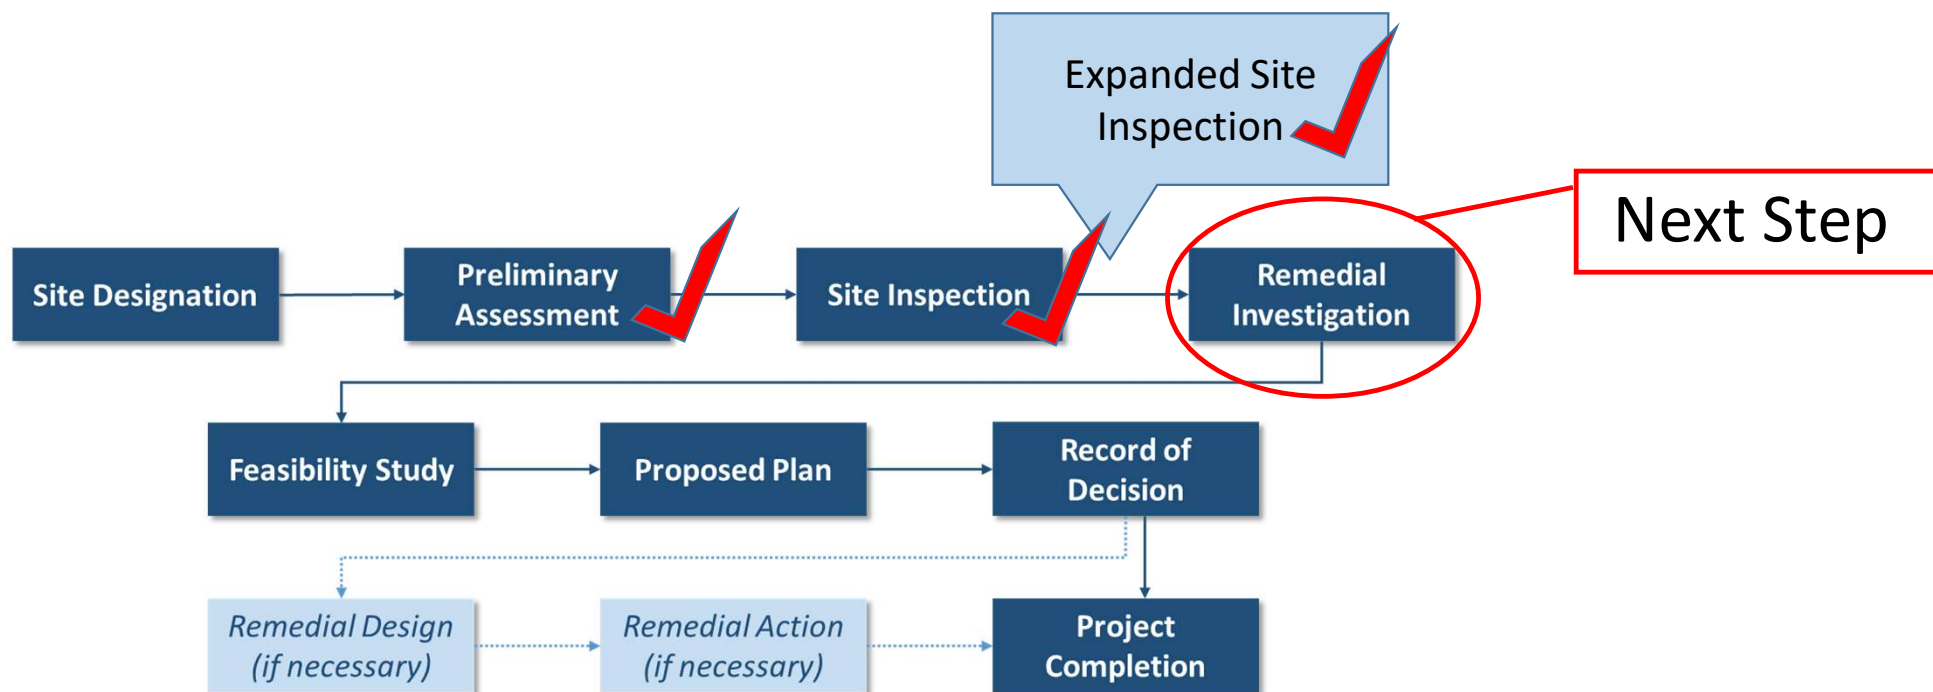 Expanded Site
Inspection
Next Step
Site Designation
Preliminary
Assessment
Site Inspection
Remedial
Investigation
Feasibility Study
Proposed Plan
Record of
Decision
Remedial Design
(if necessary)
Remedial Action
(if necessary)
Project
Completion